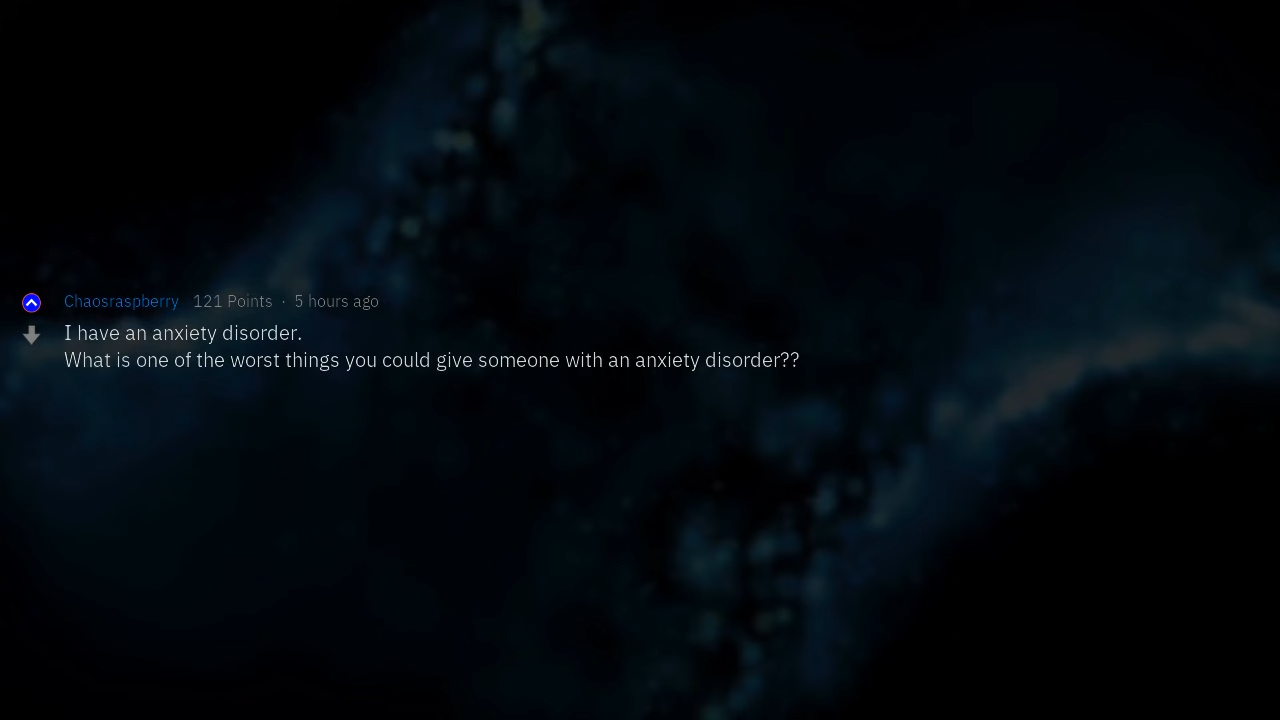 Chaosraspberry 121 Points · 5 hours ago
I have an anxiety disorder.
What is one of the worst things you could give someone with an anxiety disorder??